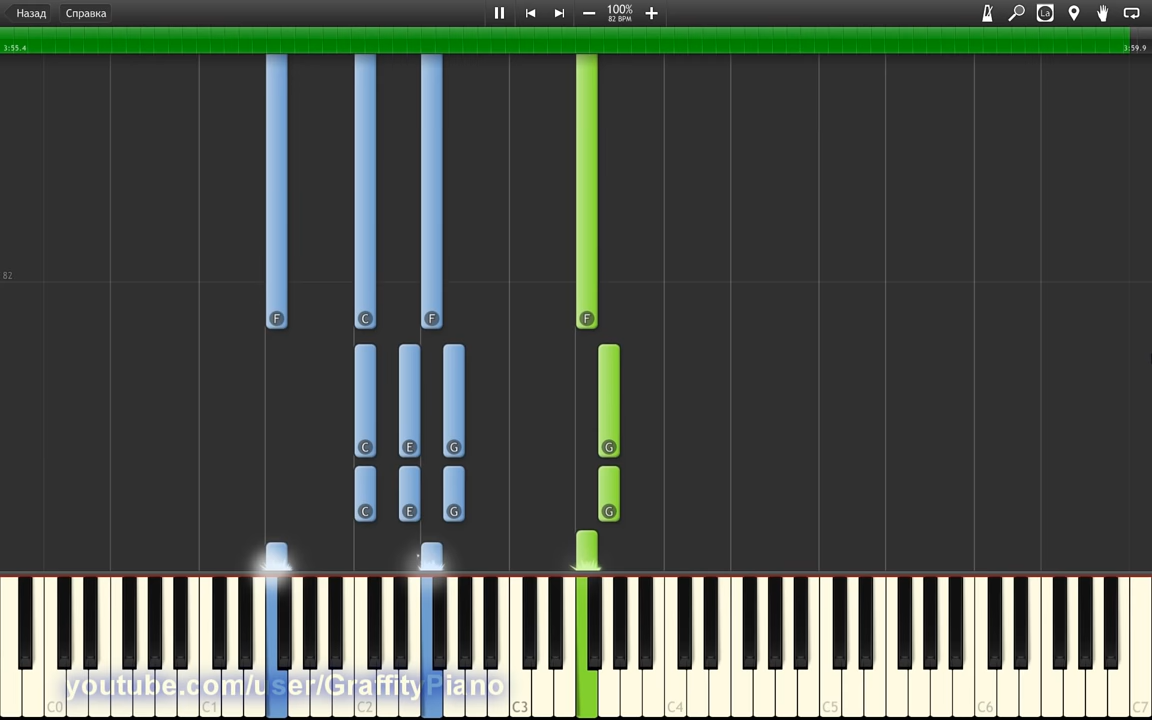 Назад Справка 100% La
82 BPM
3:55.4 3:59.9
F C F F
82
C E G G
C E G G
youtube.com/user/GraffityPiano
C0 C1 C2 C3 C4 C5 C6 C7